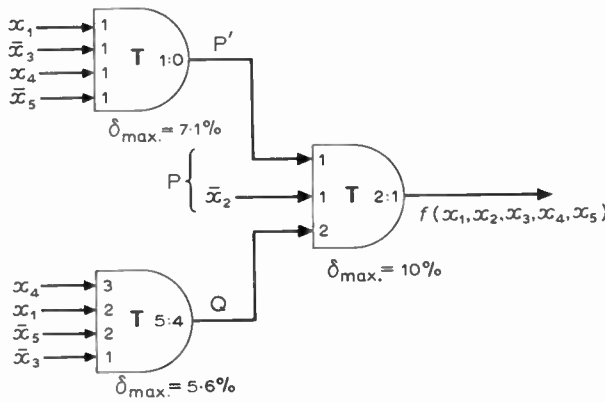 x₁ 1
x̄₃ 1 T 1:0 P′
x₄ 1
x̄₅ 1
δmax. = 7·1%
1
P { x̄₂ 1 T 2:1 f(x₁,x₂,x₃,x₄,x₅)
2
δmax. = 10%
x₄ 3
x₁ 2 T 5:4 Q
x̄₅ 2
x̄₃ 1
δmax. = 5·6%